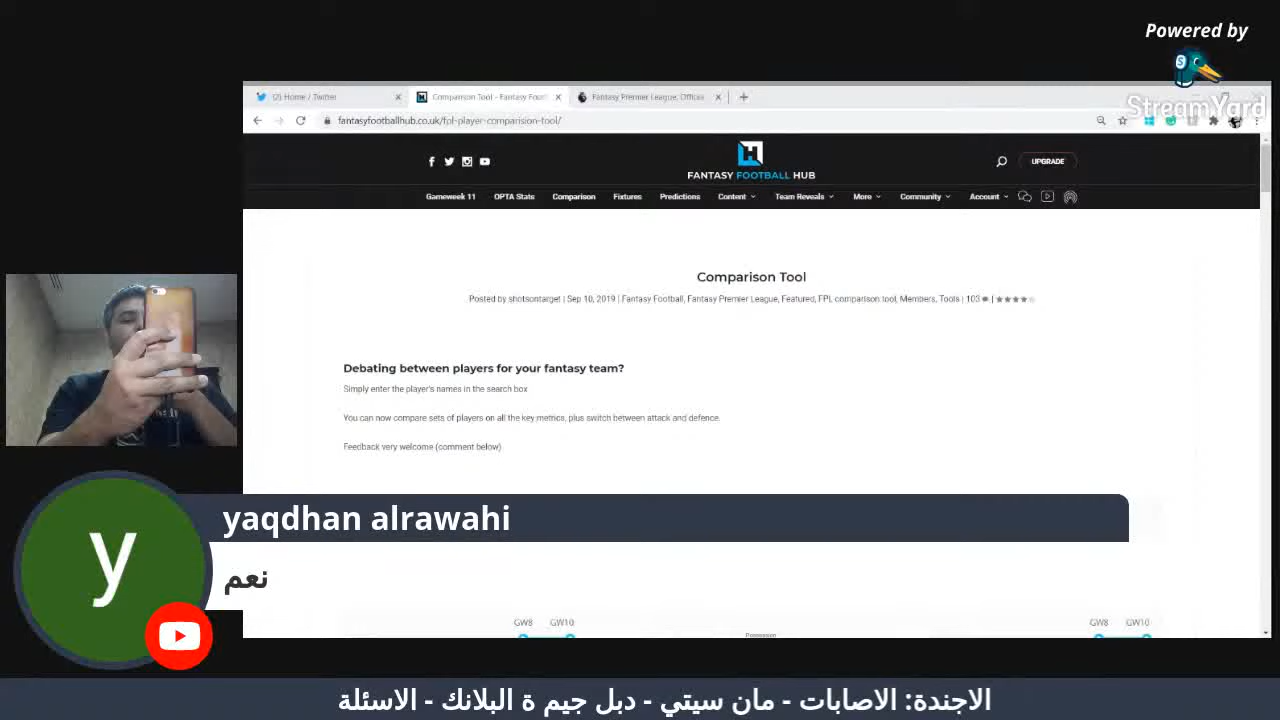 Powered by
StreamYard
(2) Home / Twitter
Comparison Tool - Fantasy Foot
Fantasy Premier League, Official
fantasyfootballhub.co.uk/fpl-player-comparision-tool/
FANTASY FOOTBALL HUB
UPGRADE
Gameweek 11 OPTA Stats Comparison Fixtures Predictions Content Team Reveals More Community Account
Comparison Tool
Posted by shotsontarget | Sep 10, 2019 | Fantasy Football, Fantasy Premier League, Featured, FPL comparison tool, Members, Tools | 103
Debating between players for your fantasy team?
Simply enter the player's names in the search box
You can now compare sets of players on all the key metrics, plus switch between attack and defence.
Feedback very welcome (comment below)
y
yaqdhan alrawahi
نعم
GW8 GW10 GW8 GW10
Possession
الاجندة: الاصابات - مان سيتي - دبل جيم ة البلانك - الاسئلة